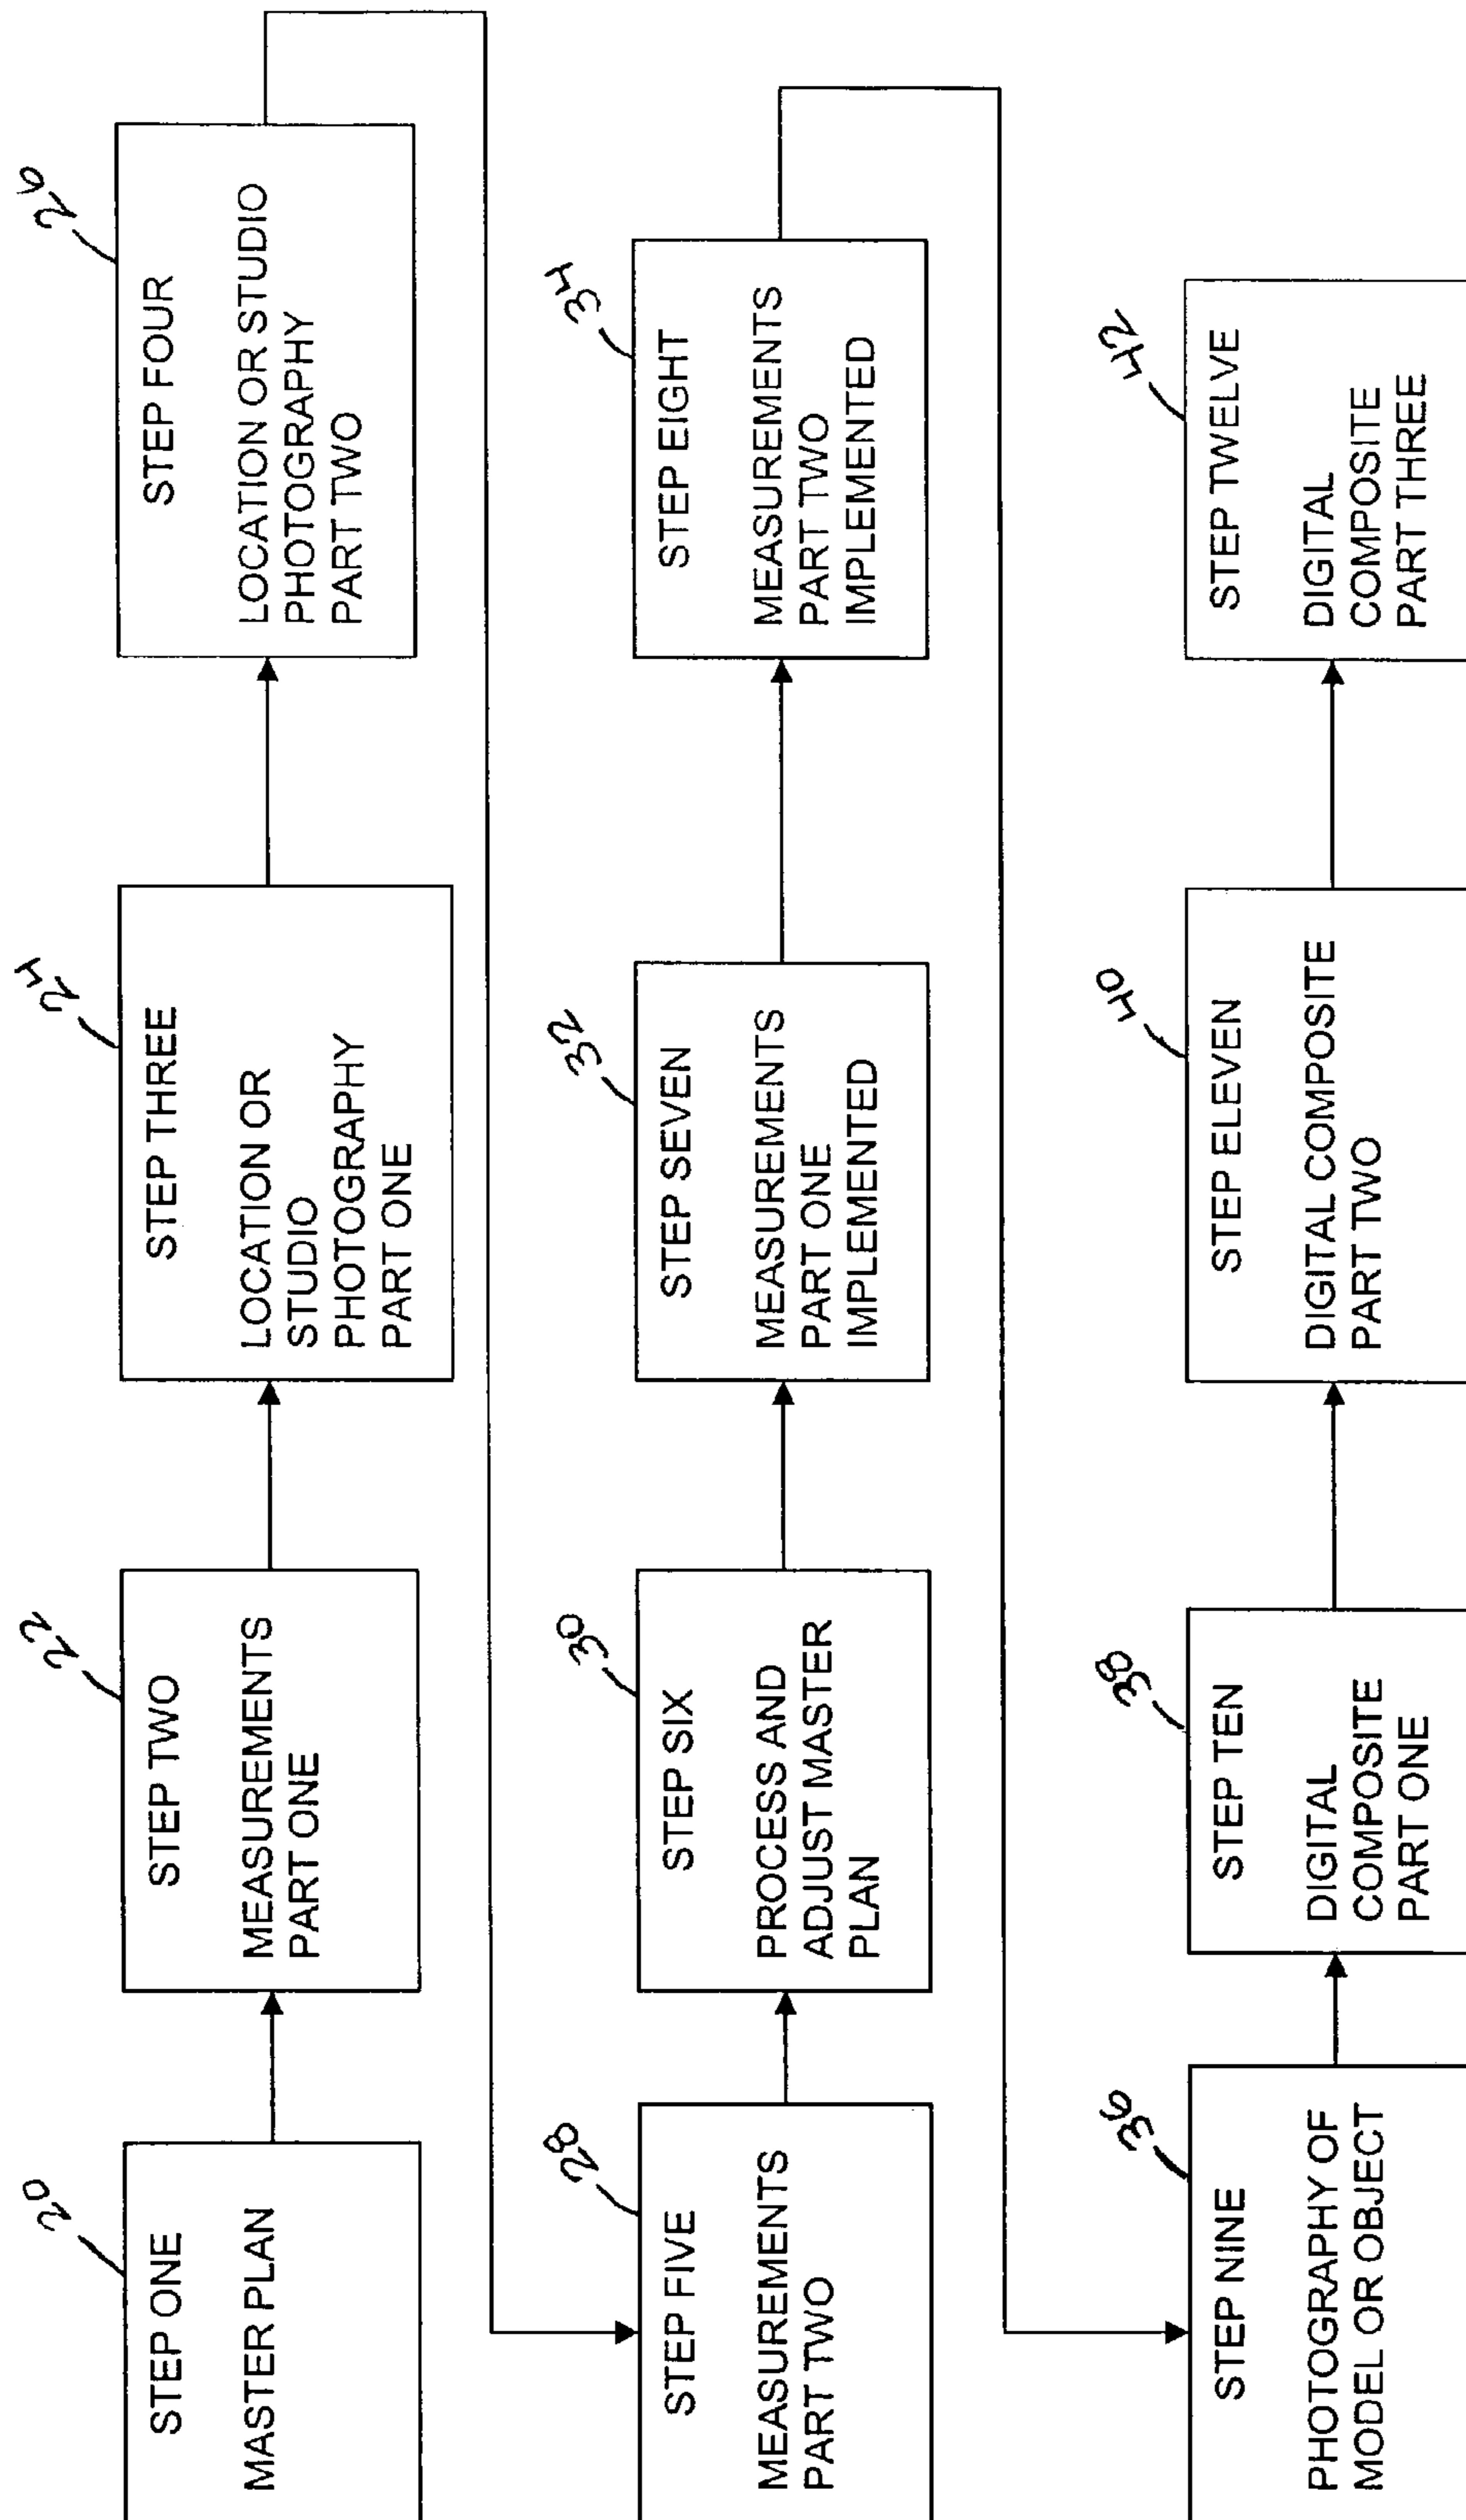 20
STEP ONE
MASTER PLAN
22
STEP TWO
MEASUREMENTS
PART ONE
24
STEP THREE
LOCATION OR
STUDIO
PHOTOGRAPHY
PART ONE
26
STEP FOUR
LOCATION OR STUDIO
PHOTOGRAPHY
PART TWO
28
STEP FIVE
MEASUREMENTS
PART TWO
30
STEP SIX
PROCESS AND
ADJUST MASTER
PLAN
32
STEP SEVEN
MEASUREMENTS
PART ONE
IMPLEMENTED
34
STEP EIGHT
MEASUREMENTS
PART TWO
IMPLEMENTED
36
STEP NINE
PHOTOGRAPHY OF
MODEL OR OBJECT
38
STEP TEN
DIGITAL
COMPOSITE
PART ONE
40
STEP ELEVEN
DIGITAL COMPOSITE
PART TWO
42
STEP TWELVE
DIGITAL
COMPOSITE
PART THREE